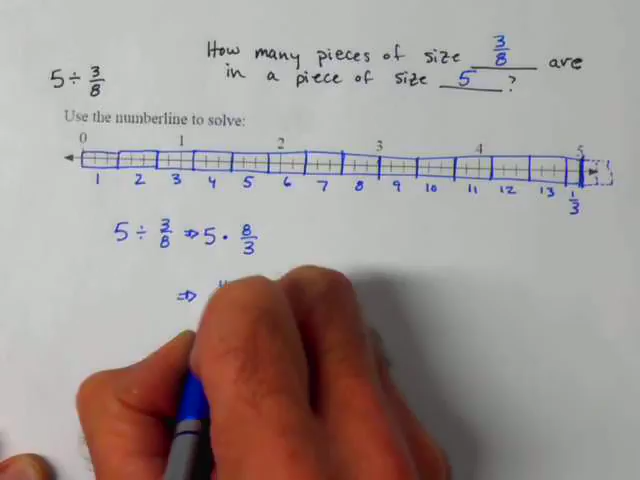 How many pieces of size 3/8 are
in a piece of size 5 ?
5 ÷ 3/8
Use the numberline to solve:
0 1 2 3 4 5
1 2 3 4 5 6 7 8 9 10 11 12 13 1/3
5 ÷ 3/8 ⇒ 5 · 8/3
⇒